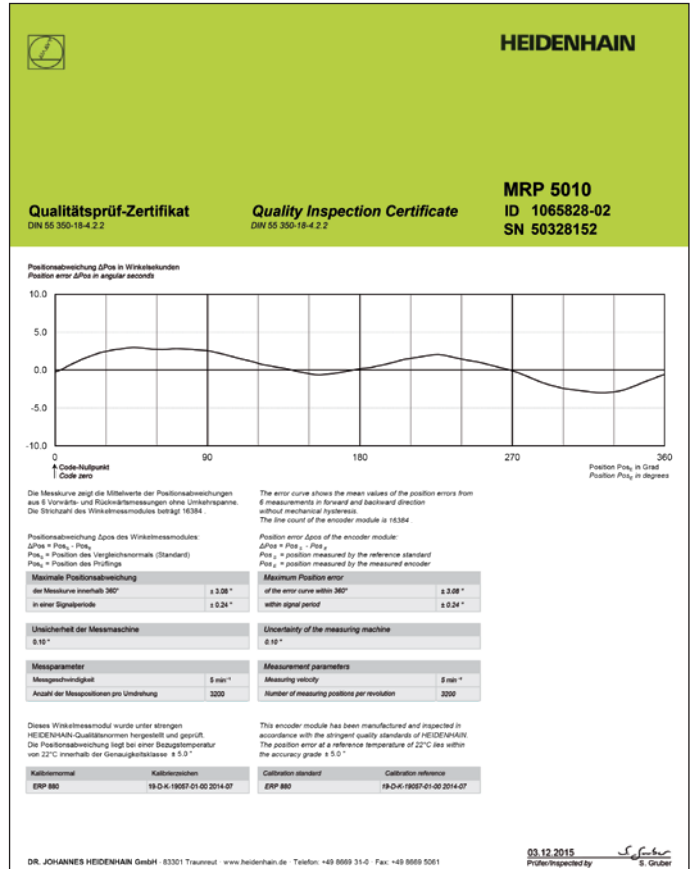 HEIDENHAIN
MRP 5010
ID 1065828-02
SN 50328152
Qualitätsprüf-Zertifikat
DIN 55 350-18-4.2.2
Quality Inspection Certificate
DIN 55 350-18-4.2.2
Positionsabweichung ΔPos in Winkelsekunden
Position error ΔPos in angular seconds
10.0
5.0
0.0
-5.0
-10.0
0
90
180
270
360
Code-Nullpunkt
Code zero
Position Pos_E in Grad
Position Pos_E in degrees
Die Messkurve zeigt die Mittelwerte der Positionsabweichungen
aus 6 Vorwärts- und Rückwärtsmessungen ohne Umkehrspanne.
Die Strichzahl des Winkelmessmodules beträgt 16384 .
The error curve shows the mean values of the position errors from
6 measurements in forward and backward direction
without mechanical hysteresis.
The line count of the encoder module is 16384
Positionsabweichung Δpos des Winkelmessmodules:
ΔPos = Pos_S - Pos_E
Pos_S = Position des Vergleichsnormals (Standard)
Pos_E = Position des Prüflings
Position error Δpos of the encoder module:
ΔPos = Pos_S - Pos_E
Pos_S = position measured by the reference standard
Pos_E = position measured by the measured encoder
Maximale Positionsabweichung
der Messkurve innerhalb 360° ± 3.08 "
in einer Signalperiode ± 0.24 "
Maximum Position error
of the error curve within 360° ± 3.08 "
within signal period ± 0.24 "
Unsicherheit der Messmaschine
0.10 "
Uncertainty of the measuring machine
0.10 "
Messparameter
Messgeschwindigkeit 5 min⁻¹
Anzahl der Messpositionen pro Umdrehung 3200
Measurement parameters
Measuring velocity 5 min⁻¹
Number of measuring positions per revolution 3200
Dieses Winkelmessmodul wurde unter strengen
HEIDENHAIN-Qualitätsnormen hergestellt und geprüft.
Die Positionsabweichung liegt bei einer Bezugstemperatur
von 22°C innerhalb der Genauigkeitsklasse ± 5.0 "
This encoder module has been manufactured and inspected in
accordance with the stringent quality standards of HEIDENHAIN.
The position error at a reference temperature of 22°C lies within
the accuracy grade ± 5.0 "
Kalibriernormal Kalibrierzeichen
ERP 880 19-D-K-19057-01-00 2014-07
Calibration standard Calibration reference
ERP 880 19-D-K-19057-01-00 2014-07
DR. JOHANNES HEIDENHAIN GmbH · 83301 Traunreut · www.heidenhain.de · Telefon: +49 8669 31-0 · Fax: +49 8669 5061
03.12.2015 S. Gruber
Prüfer/Inspected by S. Gruber